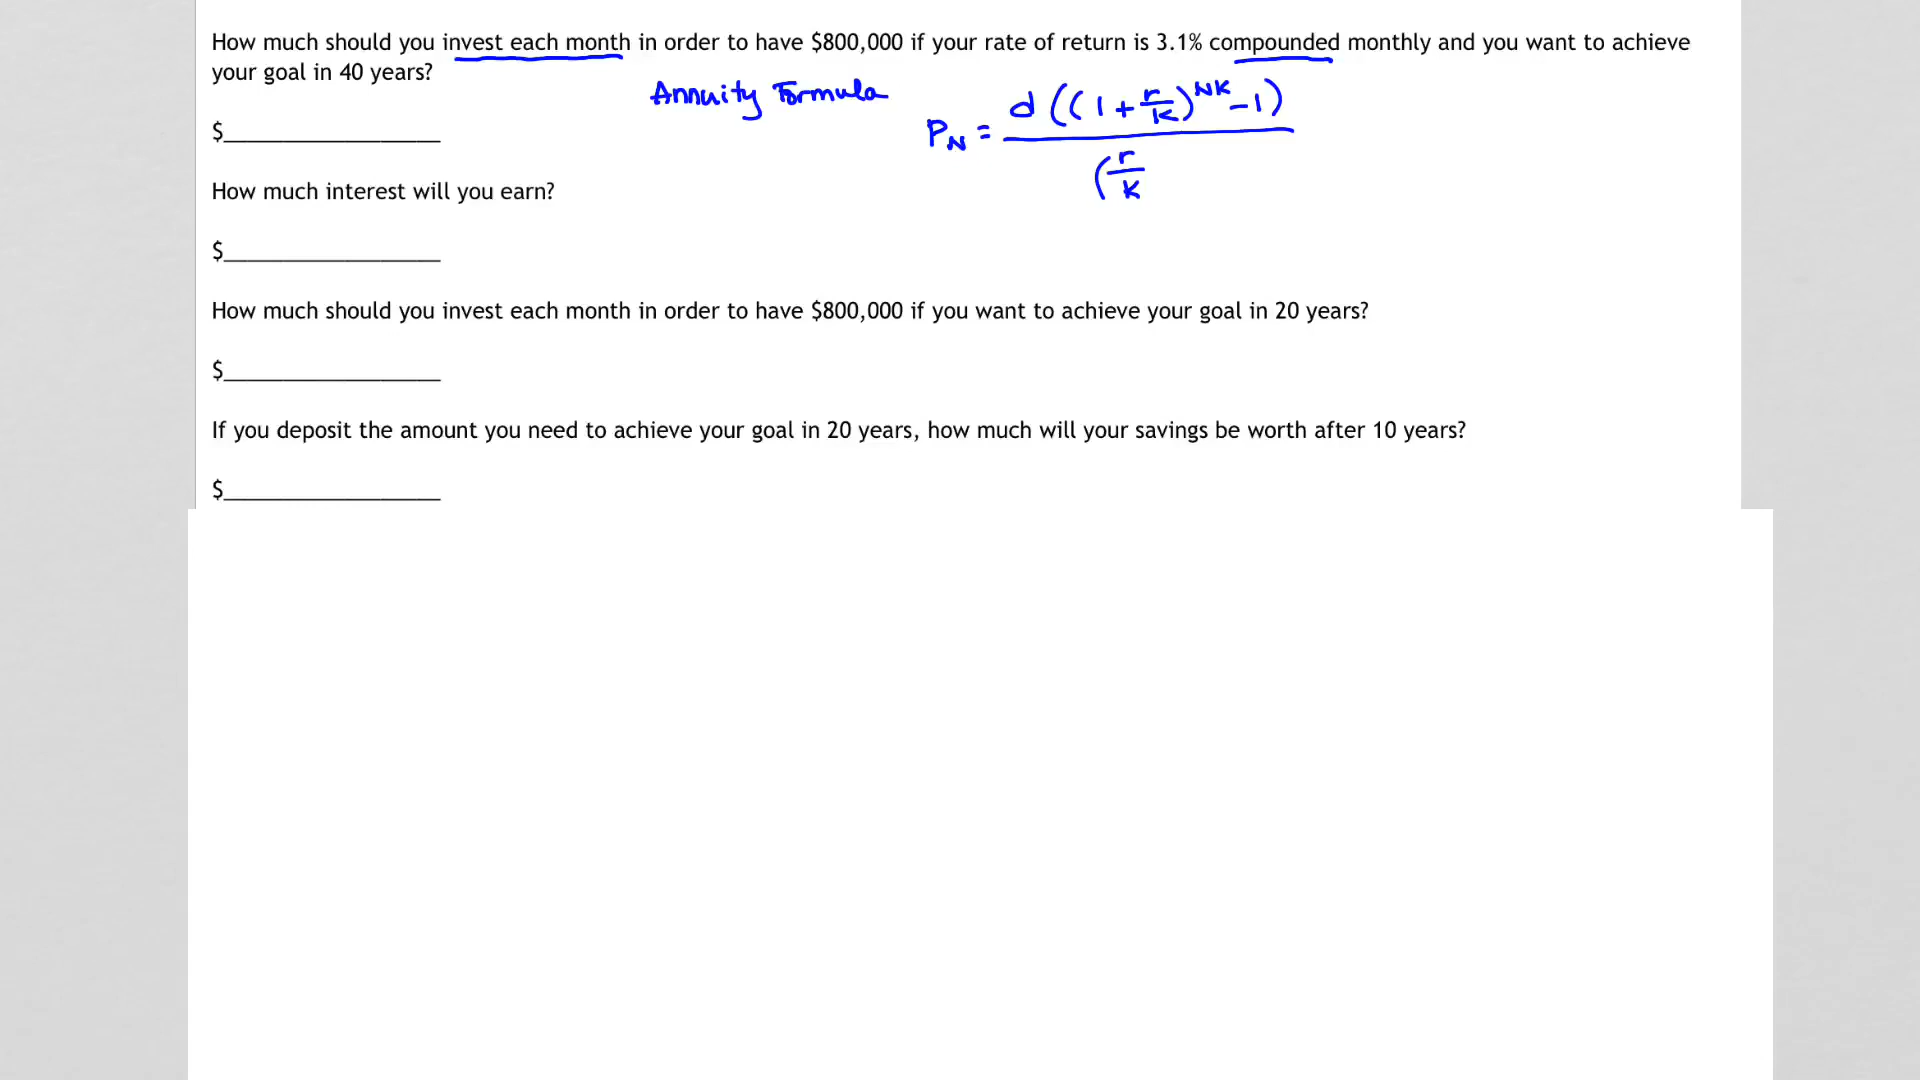 How much should you invest each month in order to have $800,000 if your rate of return is 3.1% compounded monthly and you want to achieve
your goal in 40 years?
Annuity Formula
P_N = d((1+r/k)^{NK}-1)
(r/k
$__________________
How much interest will you earn?
$__________________
How much should you invest each month in order to have $800,000 if you want to achieve your goal in 20 years?
$__________________
If you deposit the amount you need to achieve your goal in 20 years, how much will your savings be worth after 10 years?
$__________________